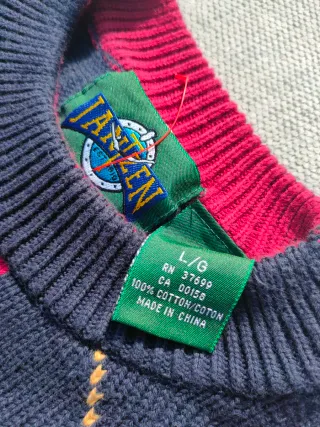 JANTZEN
L/G
RN 37699
CA 00158
100% COTTON/COTON
MADE IN CHINA